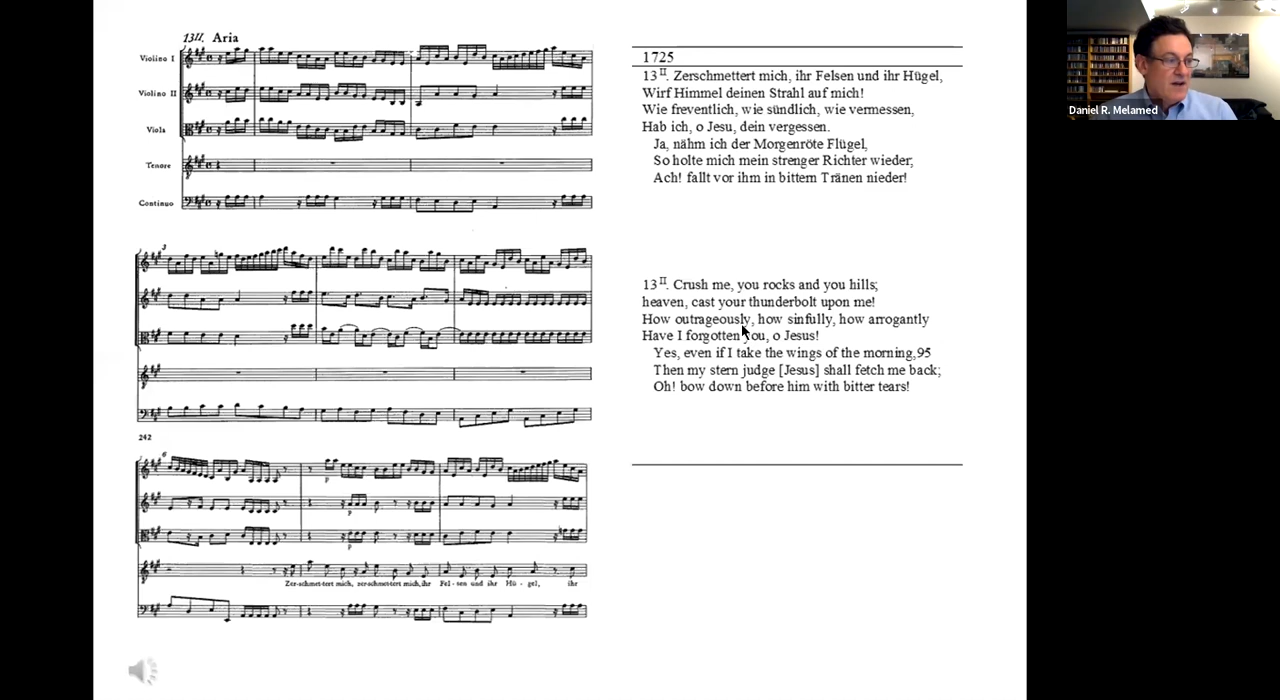 13II. Aria
Violino I
Violino II
Viola
Tenore
Continuo
3
242
6
p
p
p
Zer-schmet-tert mich, zer-schmet-tert mich, ihr Fel-sen und ihr Hü-gel, ihr
1725
13II. Zerschmettert mich, ihr Felsen und ihr Hügel,
Wirf Himmel deinen Strahl auf mich!
Wie freventlich, wie sündlich, wie vermessen,
Hab ich, o Jesu, dein vergessen.
Ja, nähm ich der Morgenröte Flügel,
So holte mich mein strenger Richter wieder;
Ach! fallt vor ihm in bittern Tränen nieder!
13II. Crush me, you rocks and you hills;
heaven, cast your thunderbolt upon me!
How outrageously, how sinfully, how arrogantly
Have I forgotten you, o Jesus!
Yes, even if I take the wings of the morning,95
Then my stern judge [Jesus] shall fetch me back;
Oh! bow down before him with bitter tears!
Daniel R. Melamed